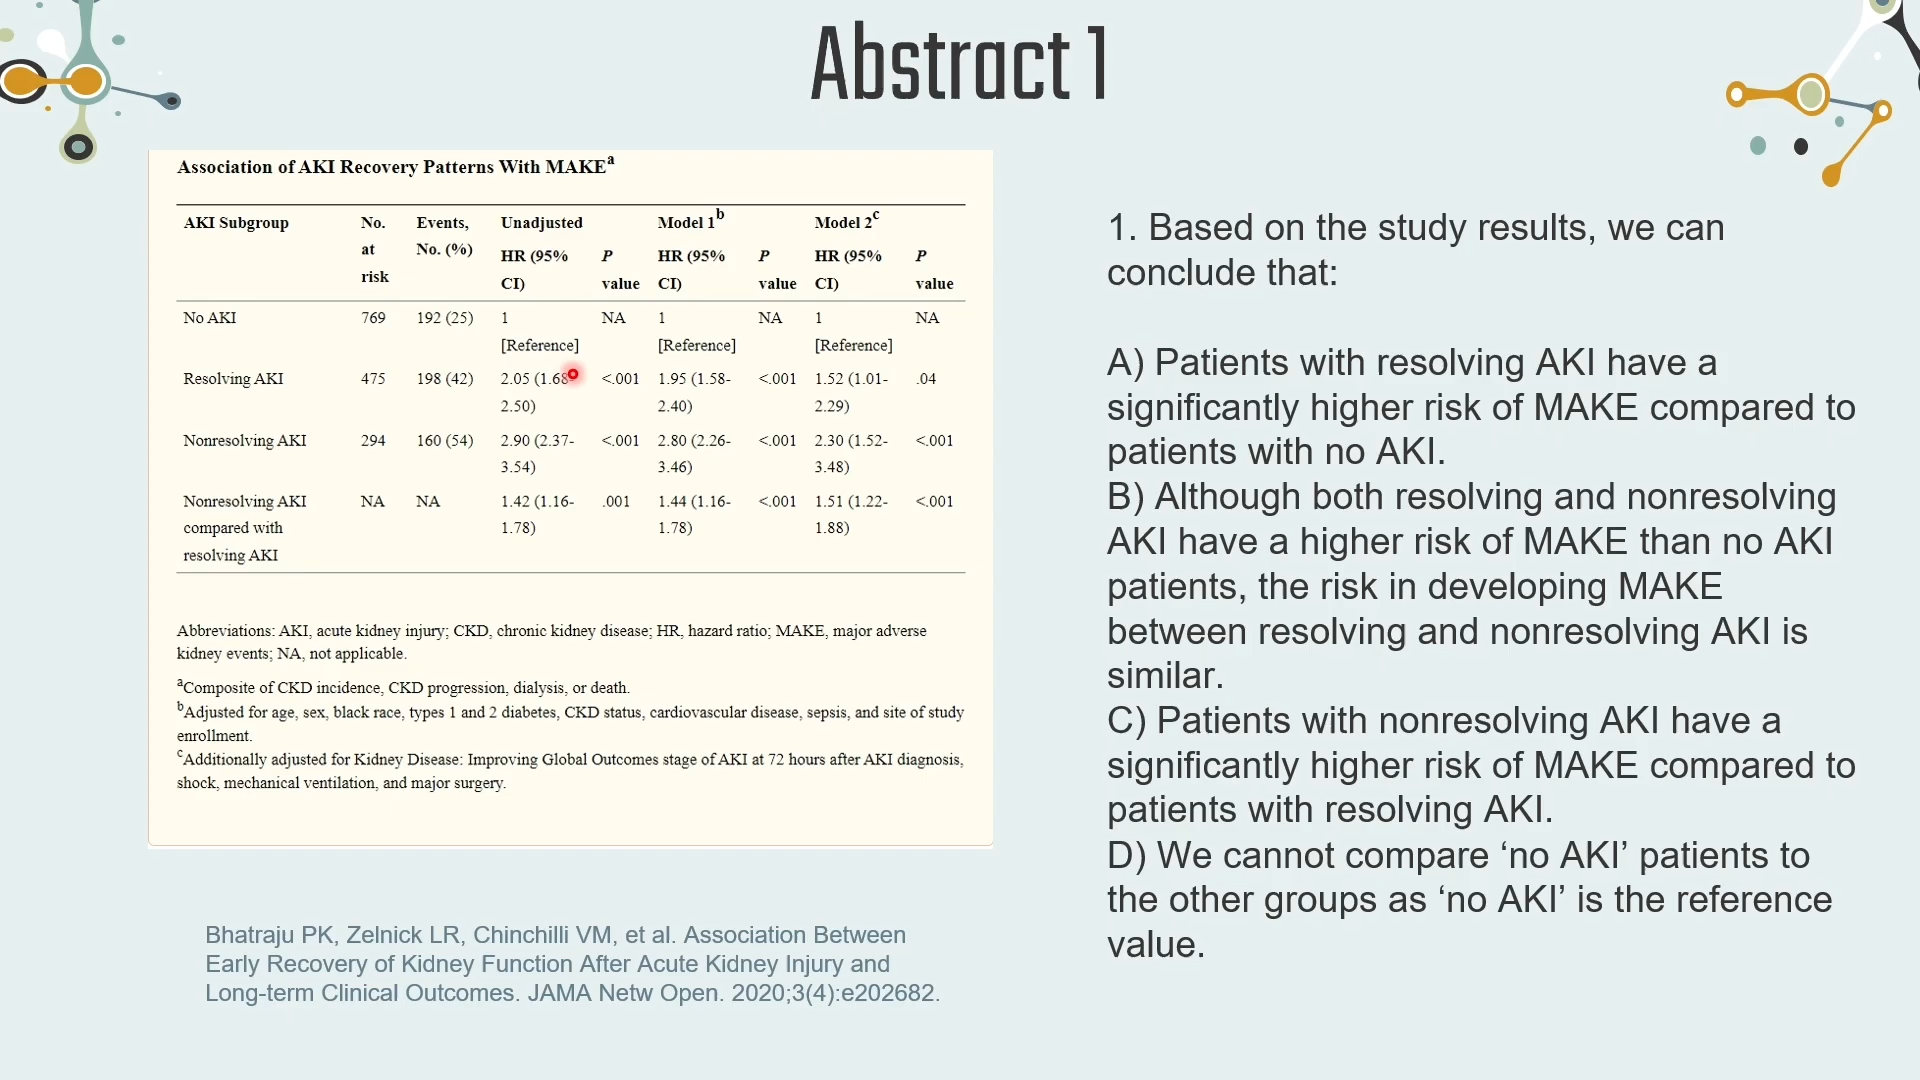 Abstract 1
Association of AKI Recovery Patterns With MAKEa
AKI Subgroup No. at risk Events, No. (%) Unadjusted HR (95% CI) P value Model 1b HR (95% CI) P value Model 2c HR (95% CI) P value
No AKI 769 192 (25) 1 [Reference] NA 1 [Reference] NA 1 [Reference] NA
Resolving AKI 475 198 (42) 2.05 (1.68-2.50) <.001 1.95 (1.58-2.40) <.001 1.52 (1.01-2.29) .04
Nonresolving AKI 294 160 (54) 2.90 (2.37-3.54) <.001 2.80 (2.26-3.46) <.001 2.30 (1.52-3.48) <.001
Nonresolving AKI compared with resolving AKI NA NA 1.42 (1.16-1.78) .001 1.44 (1.16-1.78) <.001 1.51 (1.22-1.88) <.001
Abbreviations: AKI, acute kidney injury; CKD, chronic kidney disease; HR, hazard ratio; MAKE, major adverse
kidney events; NA, not applicable.
aComposite of CKD incidence, CKD progression, dialysis, or death.
bAdjusted for age, sex, black race, types 1 and 2 diabetes, CKD status, cardiovascular disease, sepsis, and site of study
enrollment.
cAdditionally adjusted for Kidney Disease: Improving Global Outcomes stage of AKI at 72 hours after AKI diagnosis,
shock, mechanical ventilation, and major surgery.
Bhatraju PK, Zelnick LR, Chinchilli VM, et al. Association Between
Early Recovery of Kidney Function After Acute Kidney Injury and
Long-term Clinical Outcomes. JAMA Netw Open. 2020;3(4):e202682.
1. Based on the study results, we can
conclude that:
A) Patients with resolving AKI have a
significantly higher risk of MAKE compared to
patients with no AKI.
B) Although both resolving and nonresolving
AKI have a higher risk of MAKE than no AKI
patients, the risk in developing MAKE
between resolving and nonresolving AKI is
similar.
C) Patients with nonresolving AKI have a
significantly higher risk of MAKE compared to
patients with resolving AKI.
D) We cannot compare ‘no AKI’ patients to
the other groups as ‘no AKI’ is the reference
value.